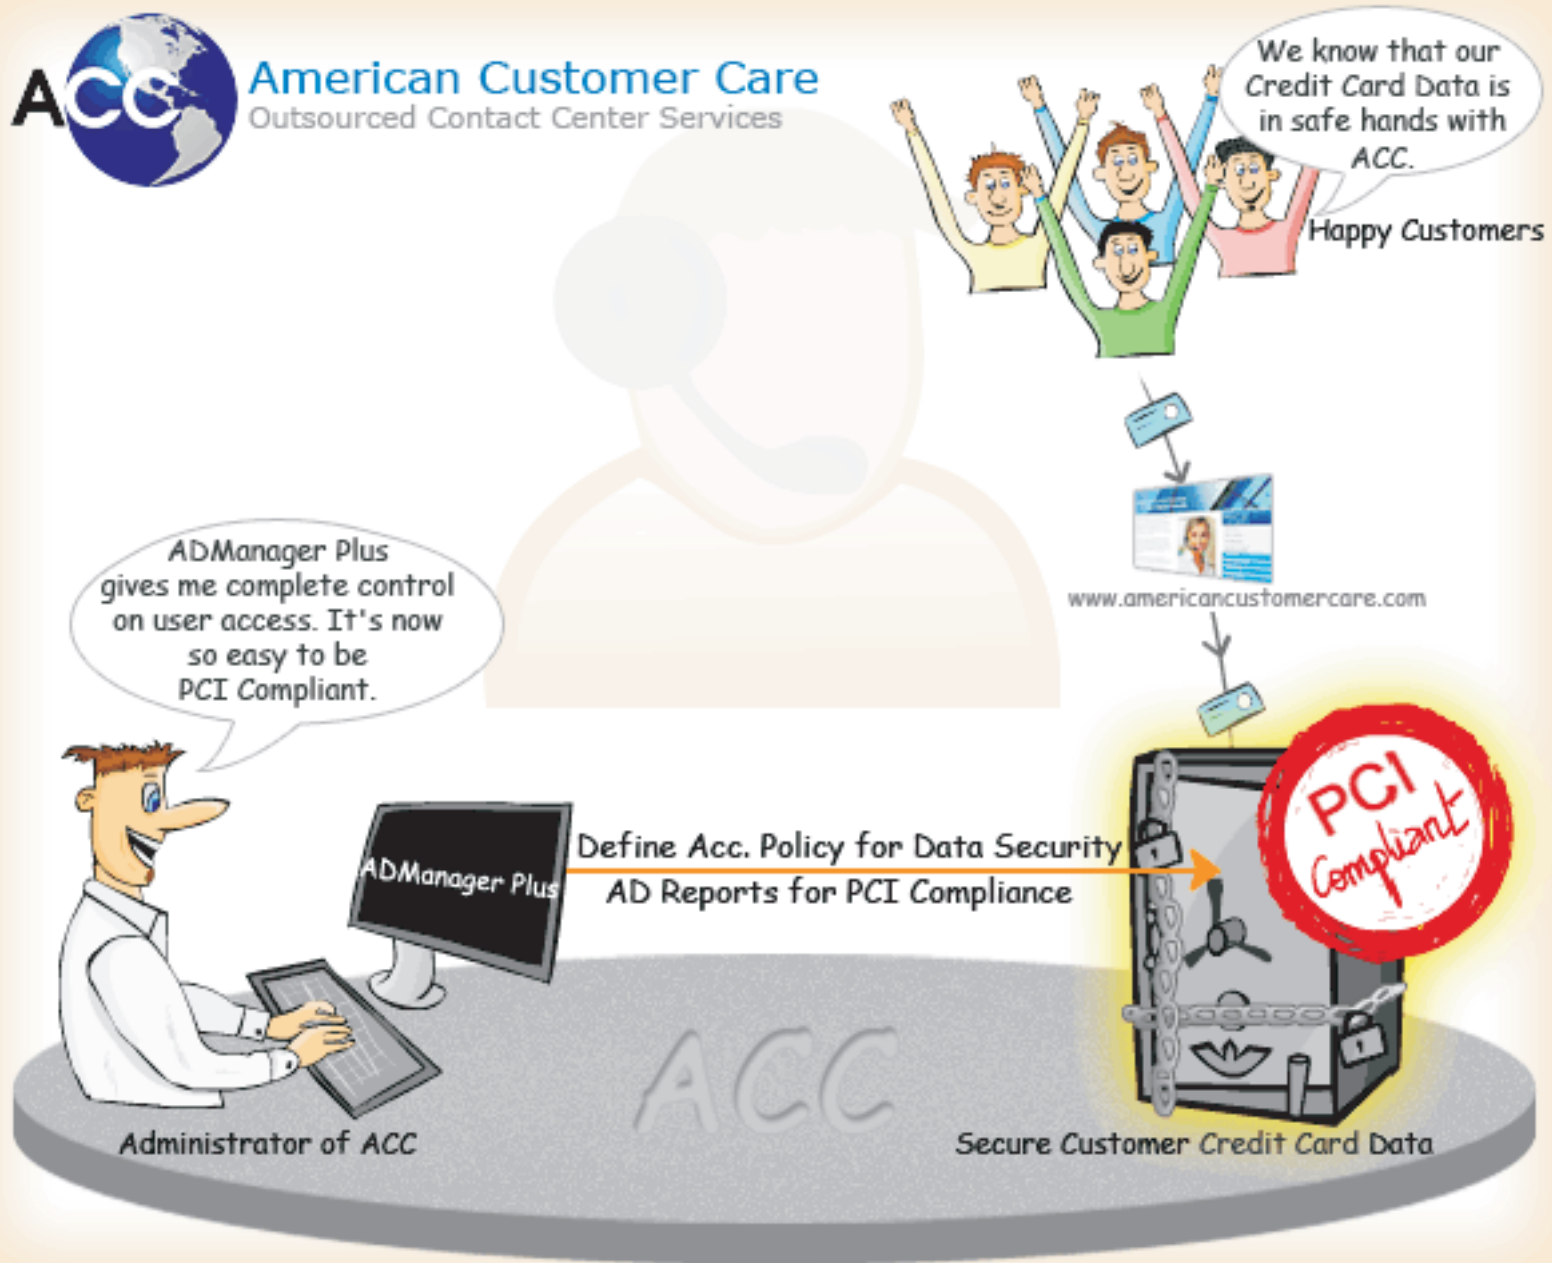 ACC
American Customer Care
Outsourced Contact Center Services
We know that our
Credit Card Data is
in safe hands with
ACC.
Happy Customers
www.americancustomercare.com
ADManager Plus
gives me complete control
on user access. It's now
so easy to be
PCI Compliant.
ADManager Plus
Define Acc. Policy for Data Security
AD Reports for PCI Compliance
PCI
Compliant
ACC
Administrator of ACC
Secure Customer Credit Card Data